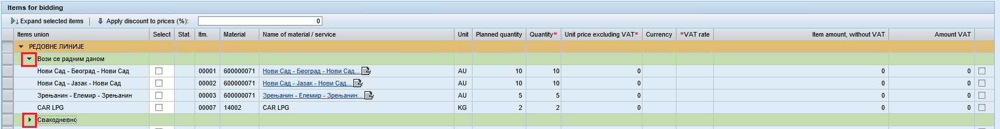 Items for bidding
Expand selected items Apply discount to prices (%): 0
Items union Select Stat. Itm. Material Name of material / service Unit Planned quantity Quantity* Unit price excluding VAT* Currency *VAT rate Item amount, without VAT Amount VAT
РЕДОВНЕ ЛИНИЈЕ
Вози се радним даном
Нови Сад - Београд - Нови Сад 00001 600000071 Нови Сад - Београд - Нови Сад... AU 10 10 0 0 0
Нови Сад - Јазак - Нови Сад 00002 600000071 Нови Сад - Јазак - Нови Сад... AU 10 10 0 0 0
Зрењанин - Елемир - Зрењанин 00003 600000071 Зрењанин - Елемир - Зрењанин... AU 5 5 0 0 0
CAR LPG 00007 14002 CAR LPG KG 2 2 0 0 0
Свакодневно